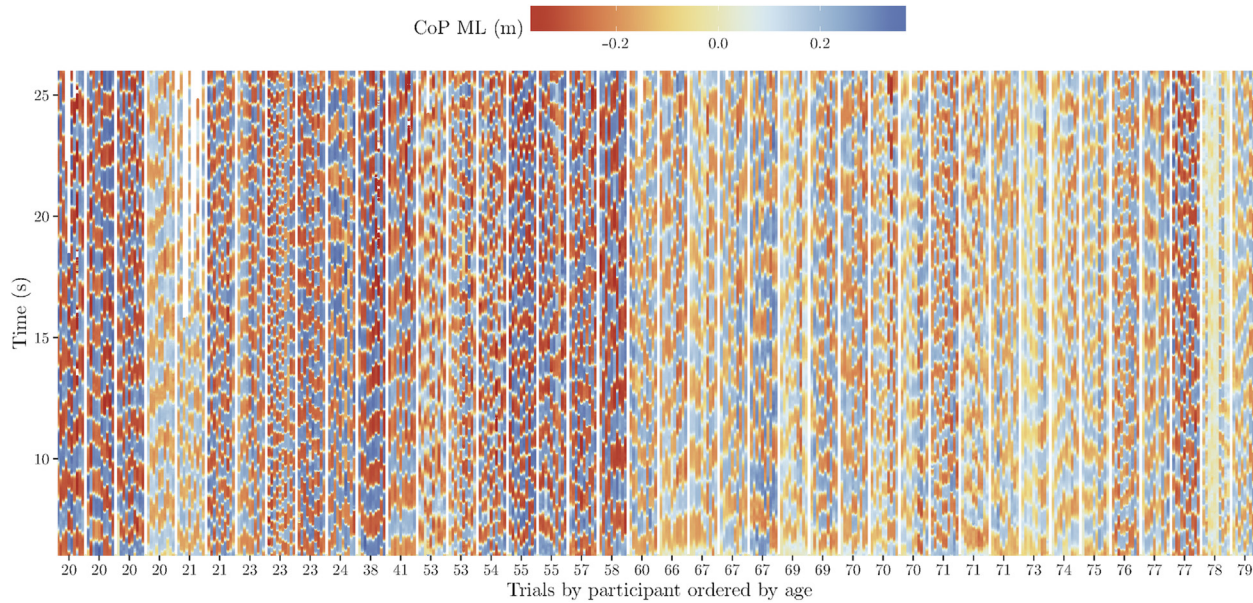 CoP ML (m)
-0.2 0.0 0.2
25
20
15
10
Time (s)
20 20 20 20 21 21 23 23 23 24 38 41 53 53 54 55 55 57 58 60 66 67 67 67 69 69 70 70 70 71 71 71 73 74 75 76 77 77 78 79
Trials by participant ordered by age